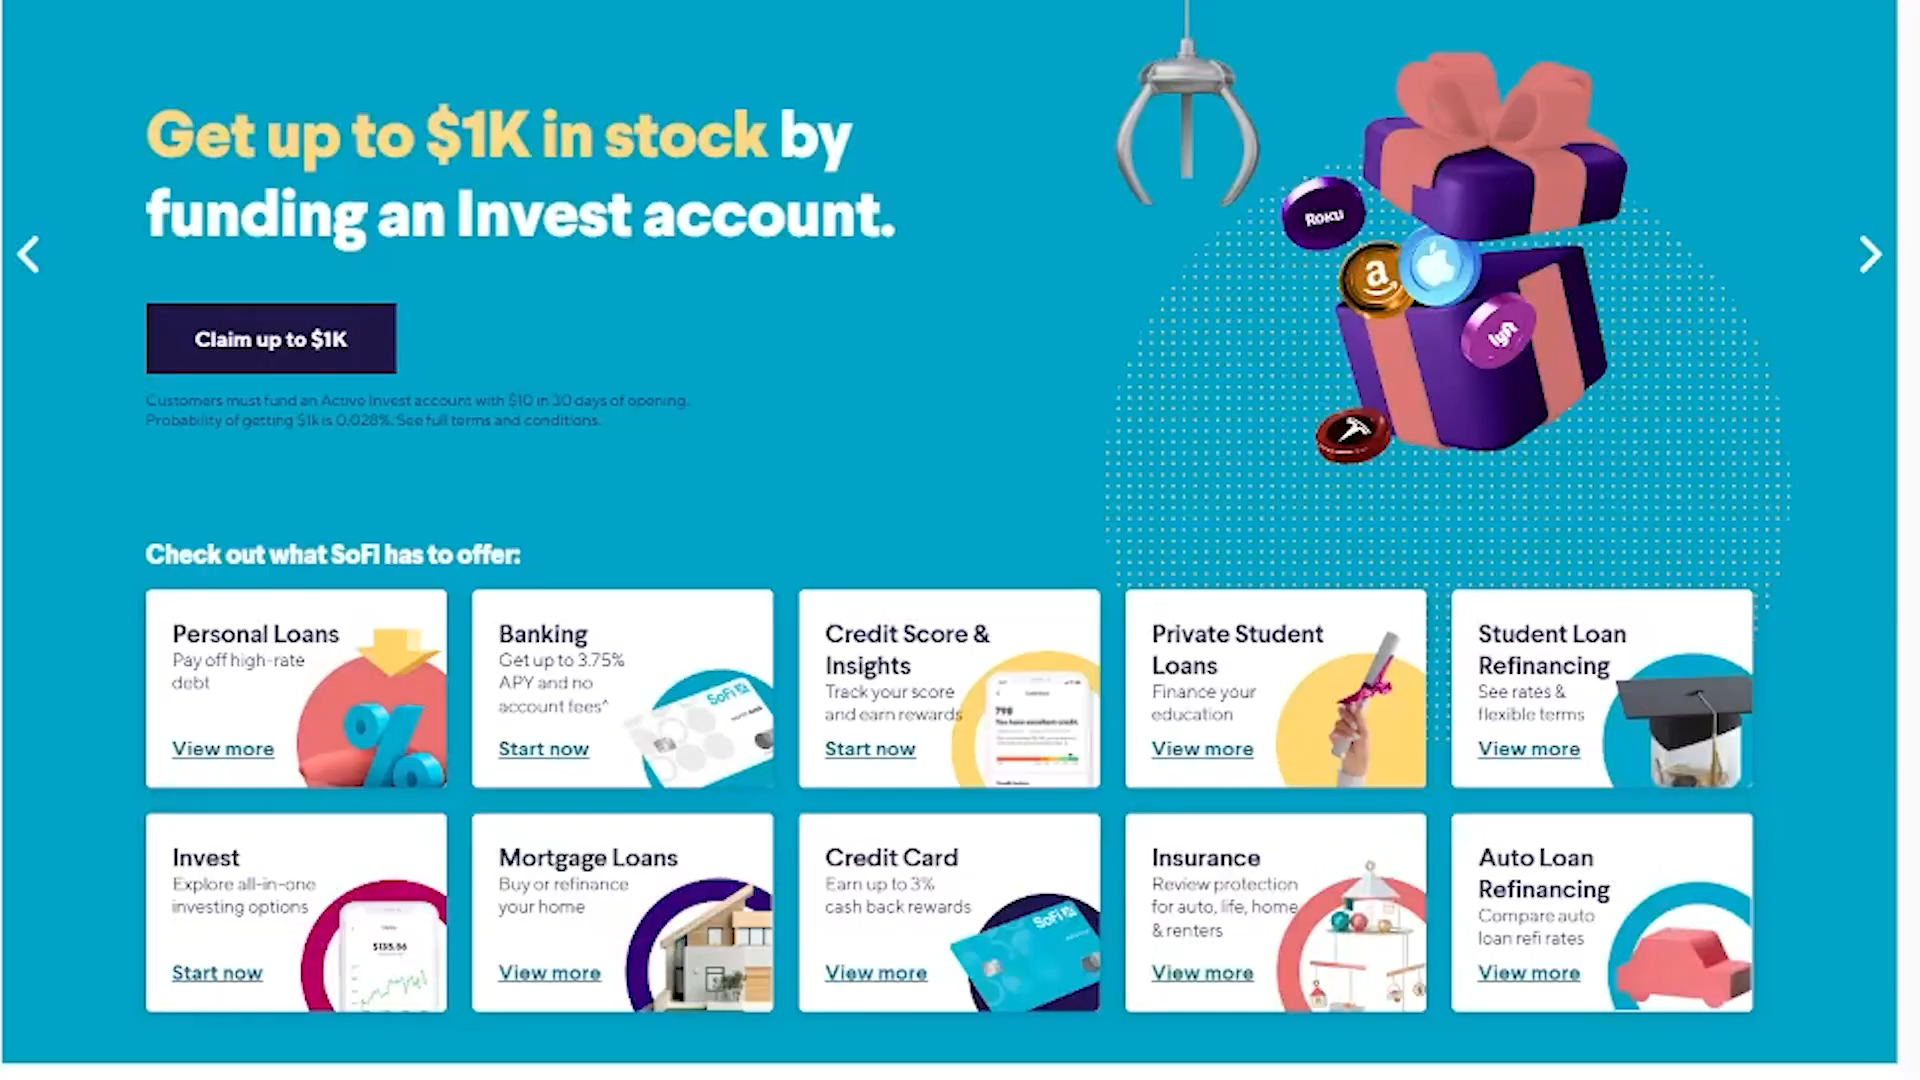 Get up to $1K in stock by
funding an Invest account.
Claim up to $1K
Customers must fund an Active Invest account with $10 in 30 days of opening.
Probability of getting $1k is 0.028%. See full terms and conditions.
Roku
a
lyft
Check out what SoFi has to offer:
Personal Loans
Pay off high-rate
debt
View more
Banking
Get up to 3.75%
APY and no
account fees^
Start now
SoFi
Credit Score &
Insights
Track your score
and earn rewards
Start now
798
Private Student
Loans
Finance your
education
View more
Student Loan
Refinancing
See rates &
flexible terms
View more
Invest
Explore all-in-one
investing options
Start now
Mortgage Loans
Buy or refinance
your home
View more
Credit Card
Earn up to 3%
cash back rewards
View more
SoFi
Insurance
Review protection
for auto, life, home
& renters
View more
Auto Loan
Refinancing
Compare auto
loan refi rates
View more